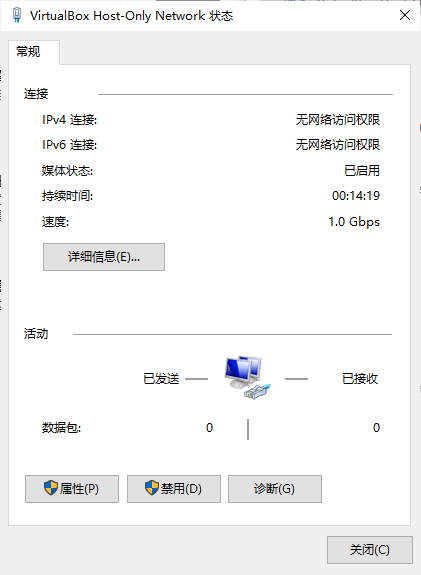 VirtualBox Host-Only Network 状态
常规
连接
IPv4 连接: 无网络访问权限
IPv6 连接: 无网络访问权限
媒体状态: 已启用
持续时间: 00:14:19
速度: 1.0 Gbps
详细信息(E)...
活动
已发送 已接收
数据包: 0 0
属性(P) 禁用(D) 诊断(G)
关闭(C)